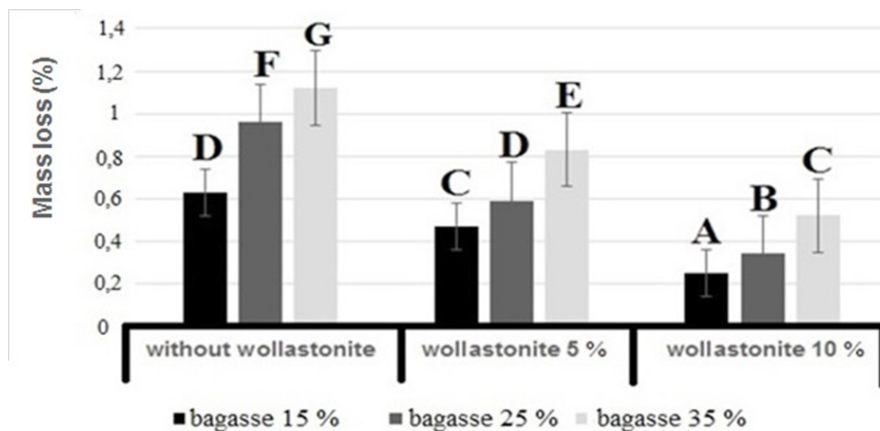 Mass loss (%)
1,4
1,2
1
0,8
0,6
0,4
0,2
0
D
F
G
C
D
E
A
B
C
without wollastonite
wollastonite 5 %
wollastonite 10 %
bagasse 15 %
bagasse 25 %
bagasse 35 %